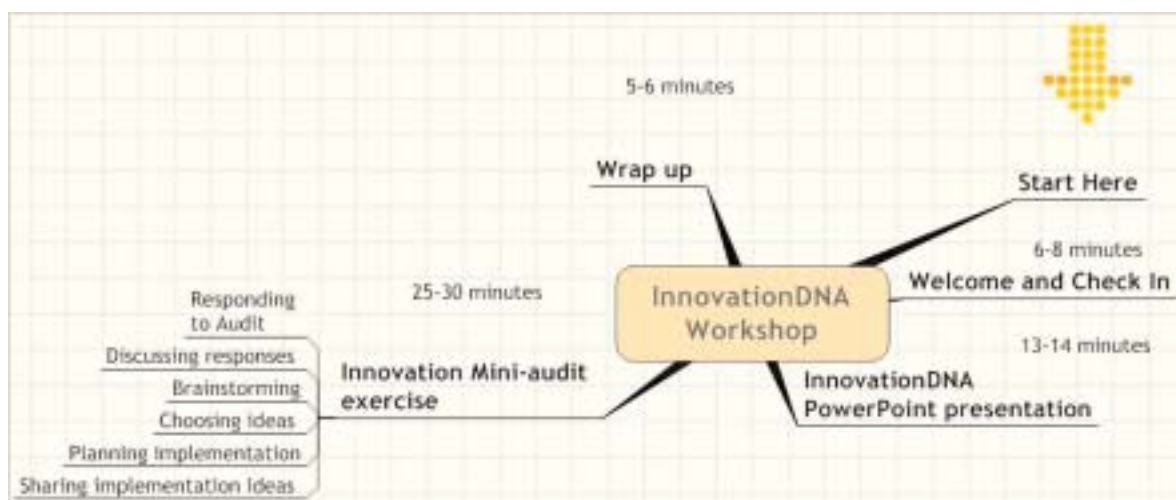 5-6 minutes
Wrap up
Start Here
6-8 minutes
Welcome and Check In
InnovationDNA
Workshop
25-30 minutes
13-14 minutes
InnovationDNA
PowerPoint presentation
Innovation Mini-audit
exercise
Responding
to Audit
Discussing responses
Brainstorming
Choosing ideas
Planning implementation
Sharing implementation ideas